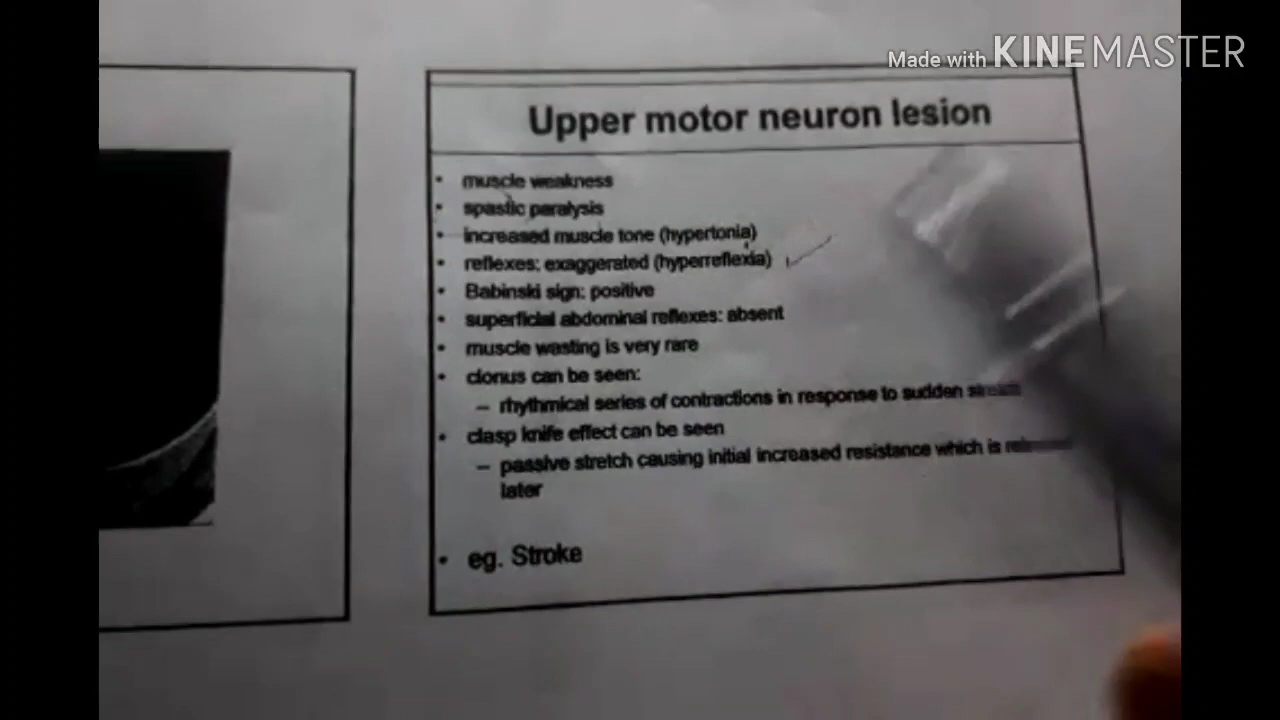 Made with KINEMASTER
Upper motor neuron lesion
• muscle weakness
• spastic paralysis
• increased muscle tone (hypertonia)
• reflexes: exaggerated (hyperreflexia)
• Babinski sign: positive
• superficial abdominal reflexes: absent
• muscle wasting is very rare
• clonus can be seen:
– rhythmical series of contractions in response to sudden
• clasp knife effect can be seen
– passive stretch causing initial increased resistance which is
later
• eg. Stroke